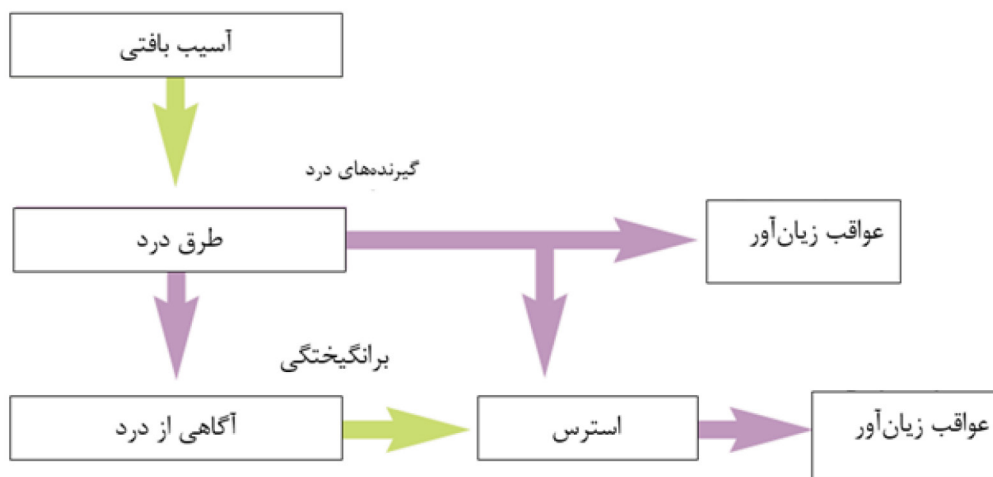 آسیب بافتی
گیرنده‌های درد
طرق درد
عواقب زیان‌آور
برانگیختگی
آگاهی از درد
استرس
عواقب زیان‌آور